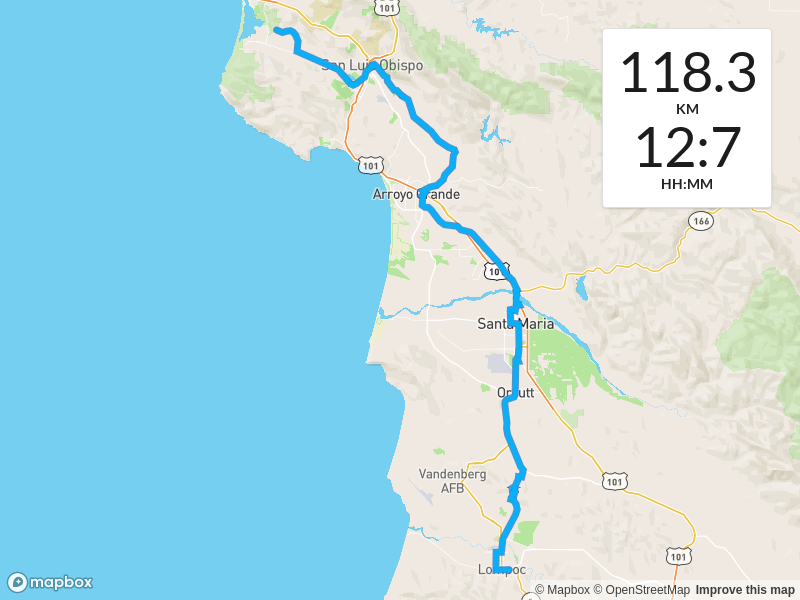 101
San Luis Obispo
118.3
KM
12:7
HH:MM
101
Arroyo Grande
166
101
Santa Maria
Orcutt
Vandenberg
AFB
101
101
Lompoc
mapbox
© Mapbox © OpenStreetMap Improve this map